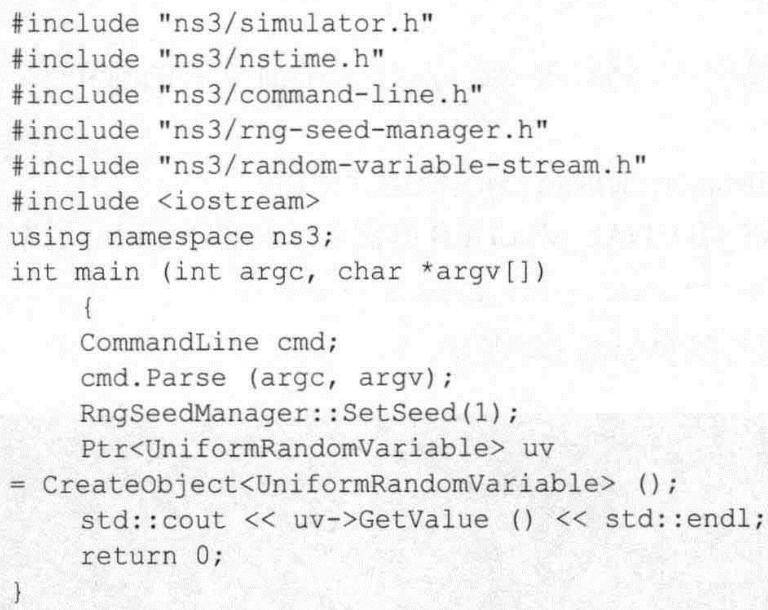 #include "ns3/simulator.h"
#include "ns3/nstime.h"
#include "ns3/command-line.h"
#include "ns3/rng-seed-manager.h"
#include "ns3/random-variable-stream.h"
#include <iostream>
using namespace ns3;
int main (int argc, char *argv[])
{
CommandLine cmd;
cmd.Parse (argc, argv);
RngSeedManager::SetSeed(1);
Ptr<UniformRandomVariable> uv
= CreateObject<UniformRandomVariable> ();
std::cout << uv->GetValue () << std::endl;
return 0;
}